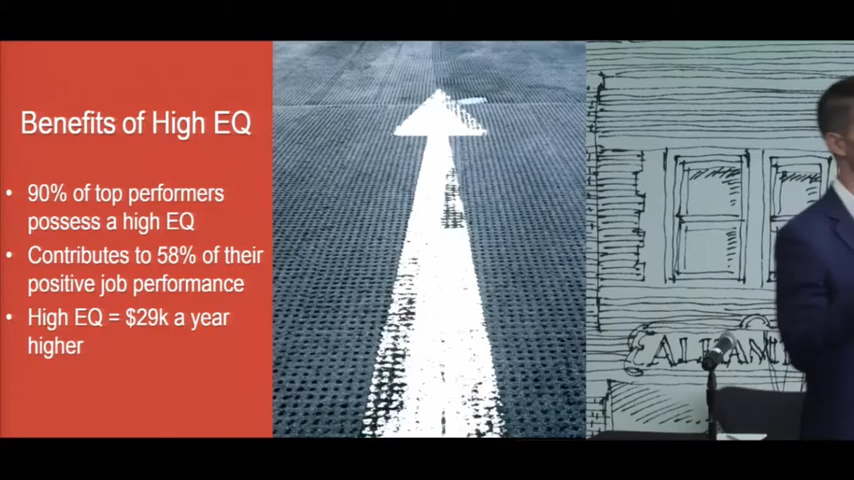 Benefits of High EQ
• 90% of top performers
possess a high EQ
• Contributes to 58% of their
positive job performance
• High EQ = $29k a year
higher